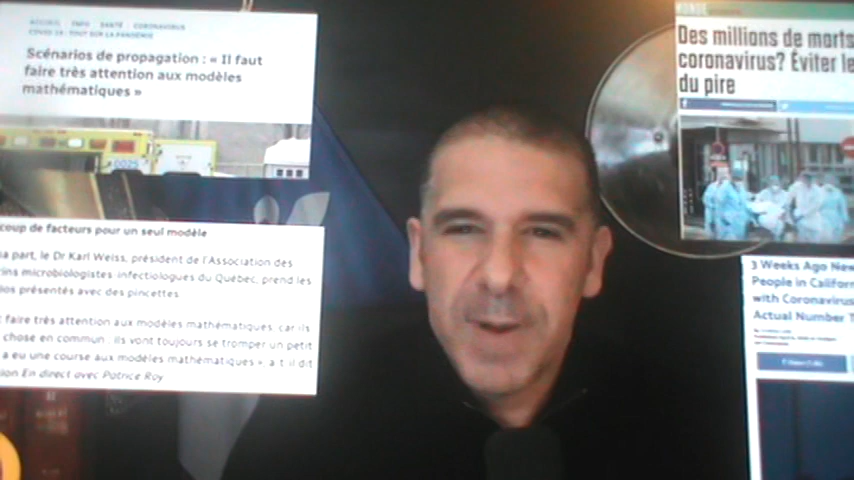 ACCUEIL INFO SANTÉ CORONAVIRUS
COVID-19: TOUT SUR LA PANDÉMIE
Scénarios de propagation : « Il faut
faire très attention aux modèles
mathématiques »
0025
coup de facteurs pour un seul modèle
sa part, le Dr Karl Weiss, président de l'Association des
microbiologistes infectiologues du Québec, prend les
présentés avec des pincettes.
faire très attention aux modèles mathématiques, car ils
chose en commun : ils vont toujours se tromper un petit
a eu une course aux modèles mathématiques », a-t-il dit
En direct avec Patrice Roy
MONDE
Des millions de morts
coronavirus? Éviter le
du pire
3 Weeks Ago New
People in Califor
with Coronavirus
Actual Number T